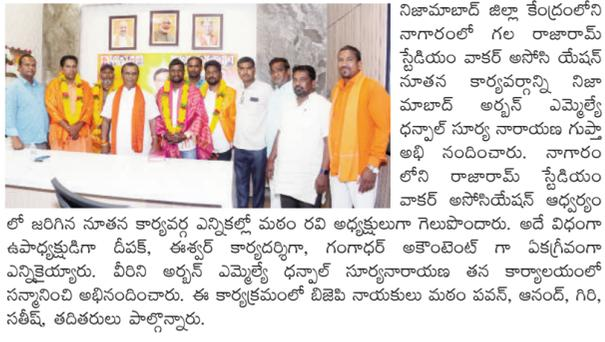 నిజామాబాద్ జిల్లా కేంద్రంలోని
నాగారంలో గల రాజారామ్
స్టేడియం వాకర్ అసోసి యేషన్
నూతన కార్యవర్గాన్ని నిజా
మాబాద్ అర్బన్ ఎమ్మెల్యే
ధన్పాల్ సూర్య నారాయణ గుప్తా
అభి నందించారు. నాగారం
లోని రాజారామ్ స్టేడియం
వాకర్ అసోసియేషన్ ఆధ్వర్యం
లో జరిగిన నూతన కార్యవర్గ ఎన్నికల్లో మఠం రవి అధ్యక్షులుగా గెలుపొందారు. అదే విధంగా
ఉపాధ్యక్షుడిగా దీపక్, ఈశ్వర్ కార్యదర్శిగా, గంగాధర్ అకౌంటెంట్ గా ఏకగ్రీవంగా
ఎన్నికైయ్యారు. వీరిని అర్బన్ ఎమ్మెల్యే ధన్పాల్ సూర్యనారాయణ తన కార్యాలయంలో
సన్మానించి అభినందించారు. ఈ కార్యక్రమంలో బిజెపి నాయకులు మఠం పవన్, ఆనంద్, గిరి,
సతీష్, తదితరులు పాల్గొన్నారు.